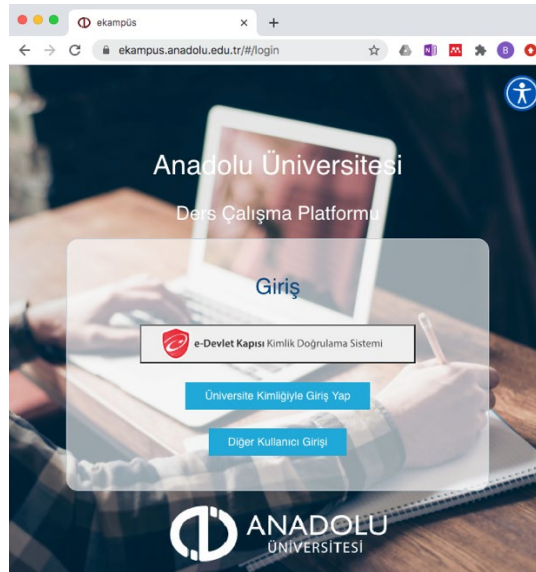 ekampüs
ekampus.anadolu.edu.tr/#/login
B
Anadolu Üniversitesi
Ders Çalışma Platformu
Giriş
e-Devlet Kapısı Kimlik Doğrulama Sistemi
Üniversite Kimliğiyle Giriş Yap
Diğer Kullanıcı Girişi
ANADOLU
ÜNİVERSİTESİ